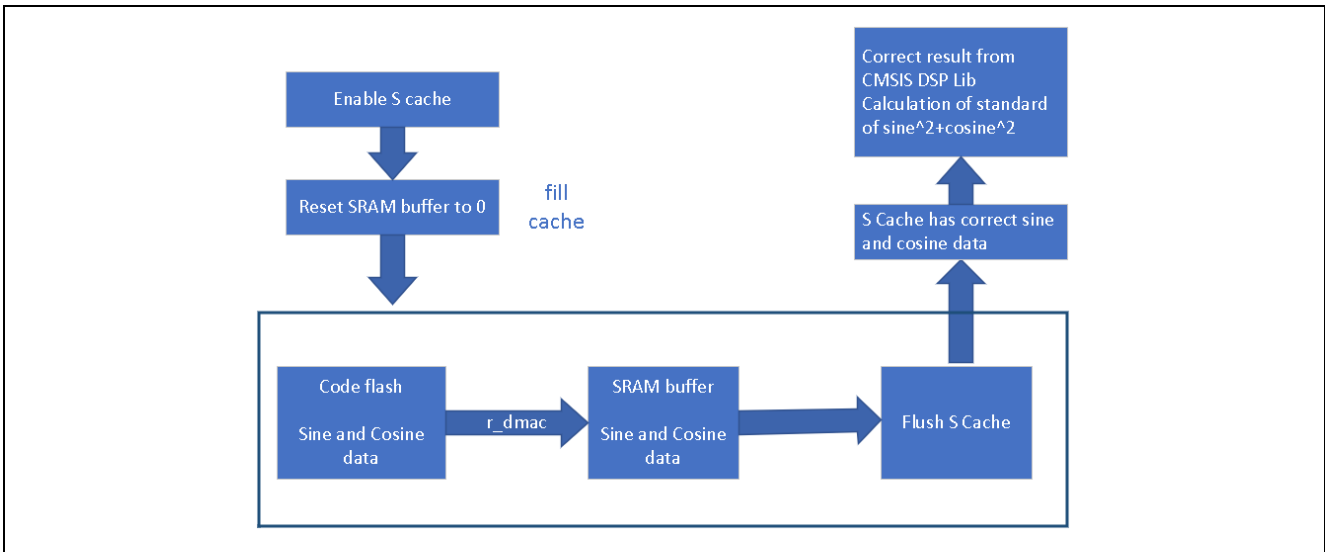 Enable S cache
Reset SRAM buffer to 0
fill
cache
Code flash
Sine and Cosine
data
r_dmac
SRAM buffer
Sine and Cosine
data
Flush S Cache
S Cache has correct sine
and cosine data
Correct result from
CMSIS DSP Lib
Calculation of standard
of sine^2+cosine^2